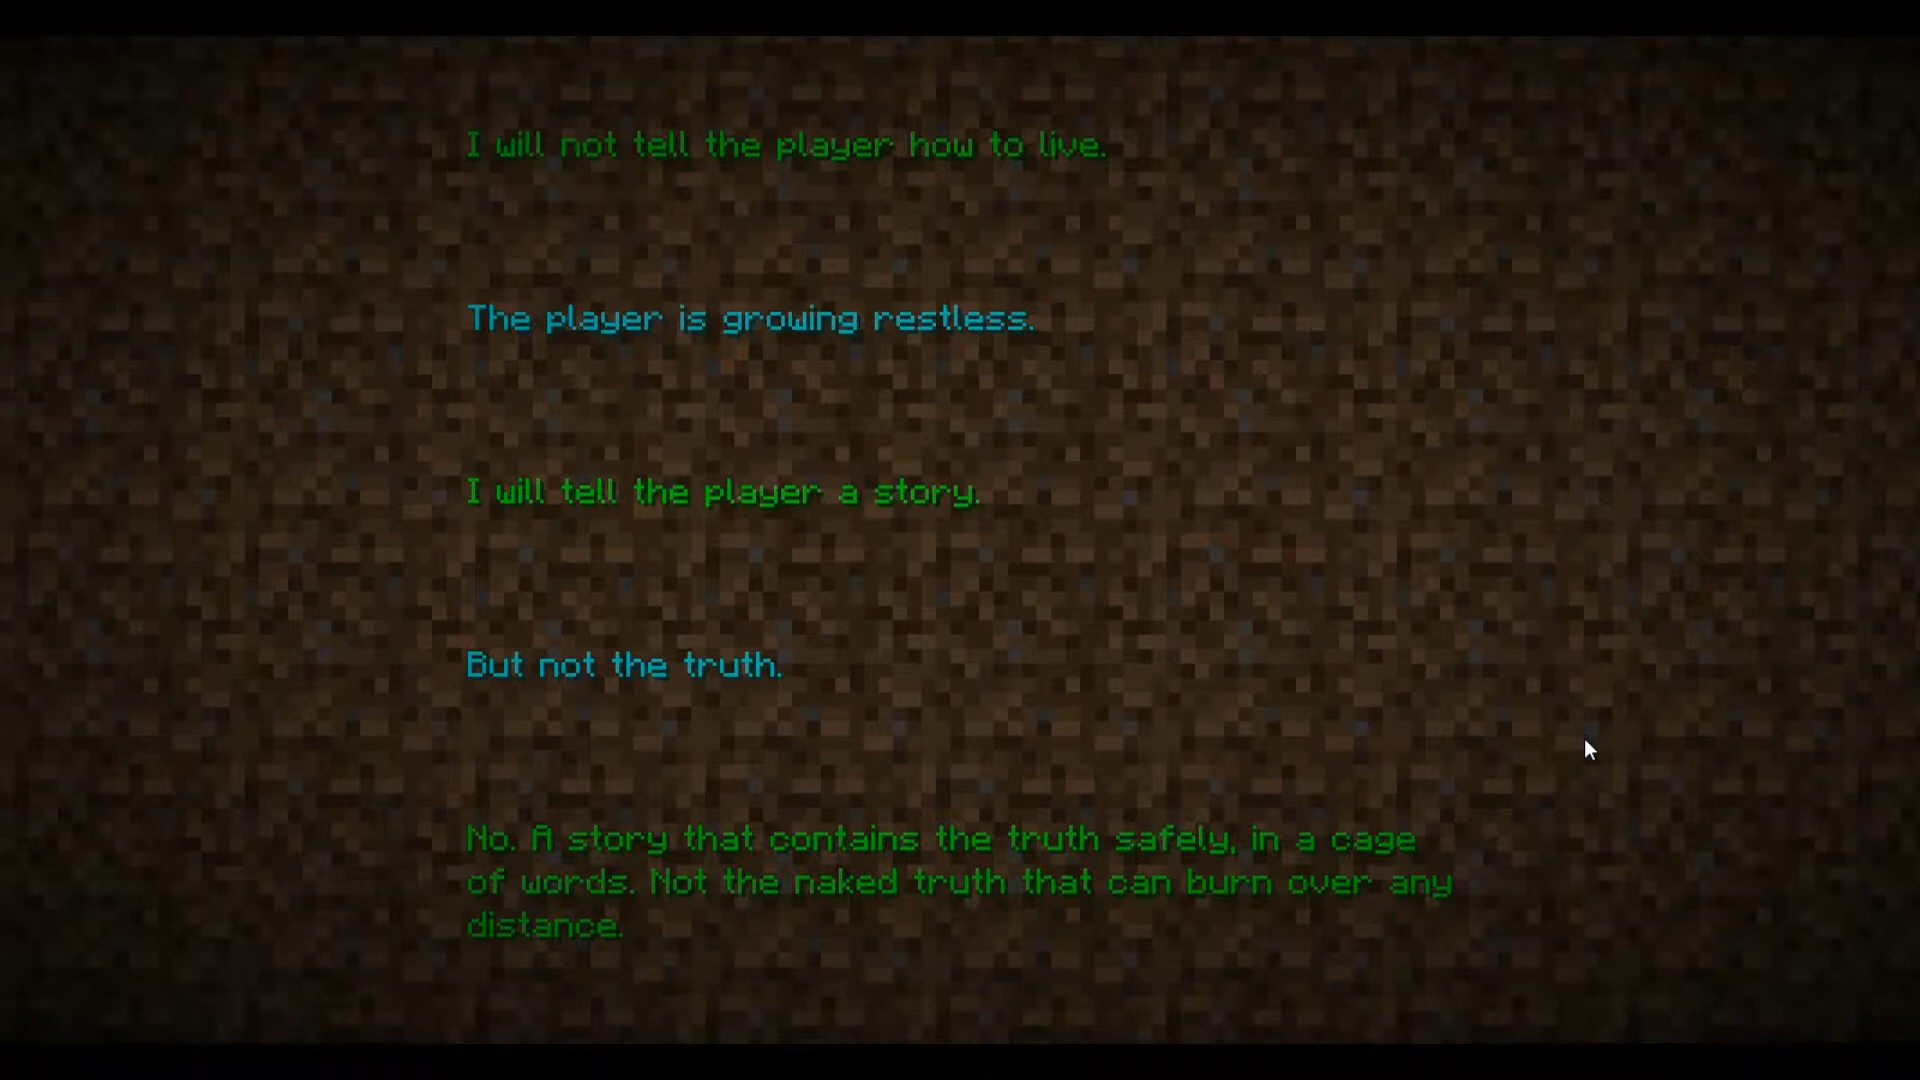 I will not tell the player how to live.
The player is growing restless.
I will tell the player a story.
But not the truth.
No. A story that contains the truth safely, in a cage
of words. Not the naked truth that can burn over any
distance.